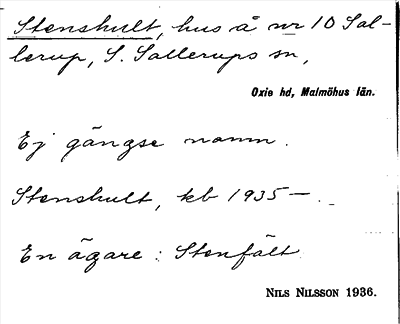 Stenshult, hus å nr 10 Sal-
lerup, S. Sallerups sn,
Oxie hd, Malmöhus län.
Ej gängse namn.
Stenshult, kb 1935 —.
En ägare: Stenfält
NILS NILSSON 1936.